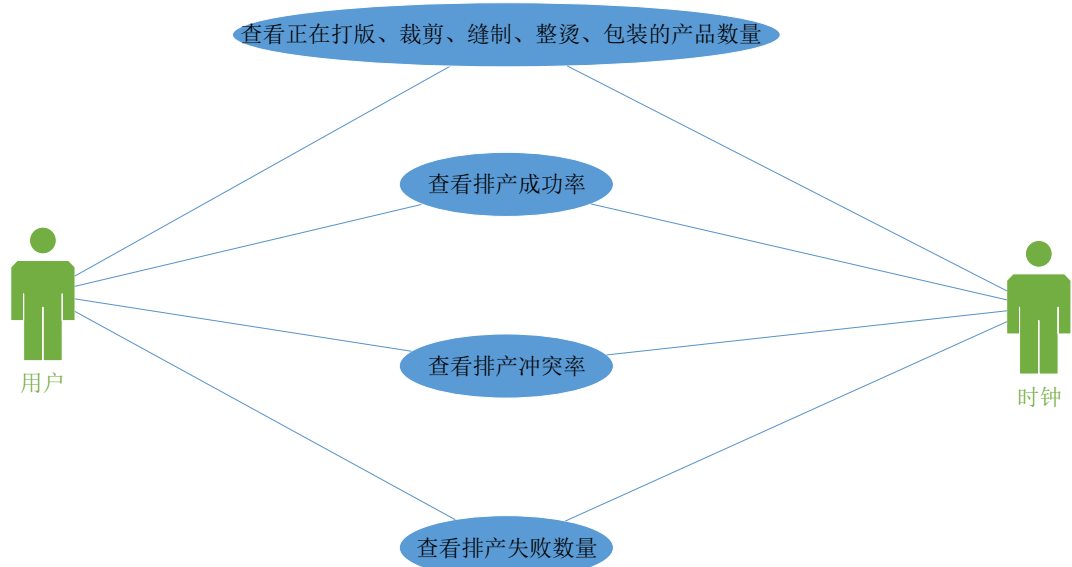 查看正在打版、裁剪、缝制、整烫、包装的产品数量
查看排产成功率
查看排产冲突率
用户
时钟
查看排产失败数量